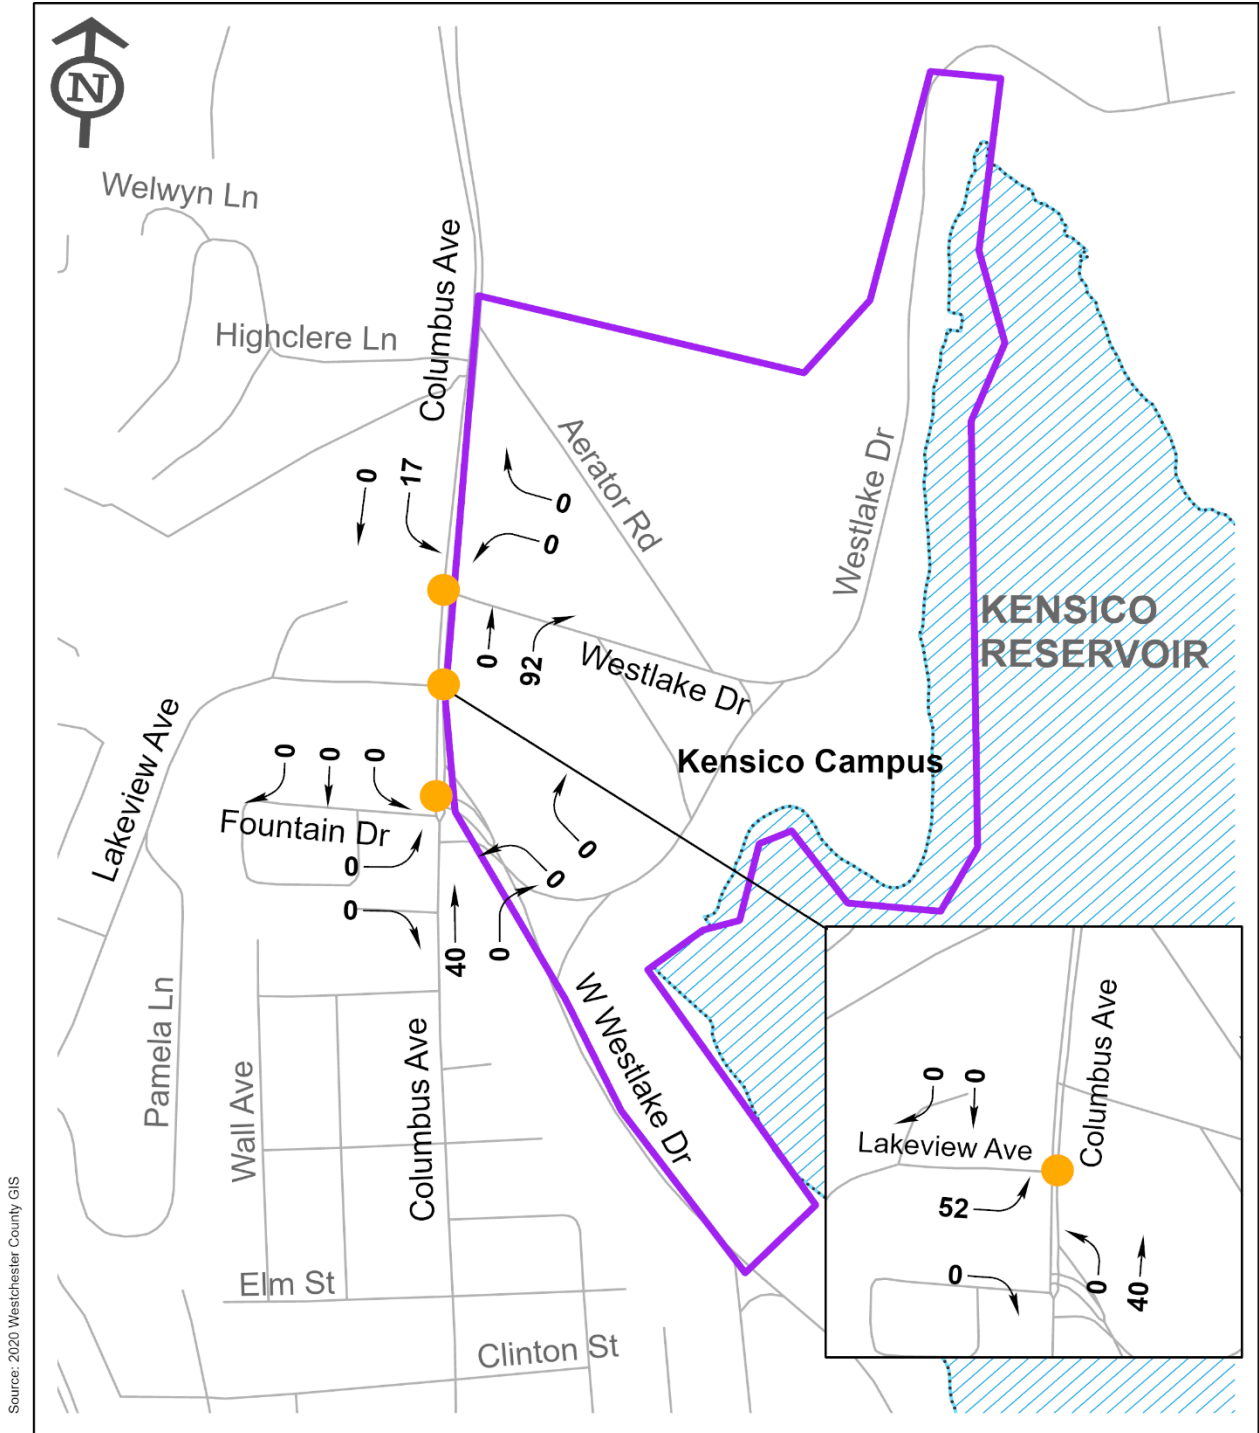 N
Welwyn Ln
Columbus Ave
Highclere Ln
Aerator Rd
Westlake Dr
0
17
0
0
KENSICO
RESERVOIR
0
92
Westlake Dr
Lakeview Ave
Kensico Campus
0
0
0
Fountain Dr
0
0
0
0
40
0
W Westlake Dr
Pamela Ln
Wall Ave
Columbus Ave
Elm St
Clinton St
Columbus Ave
0
0
Lakeview Ave
52
0
0
40
Source: 2020 Westchester County GIS